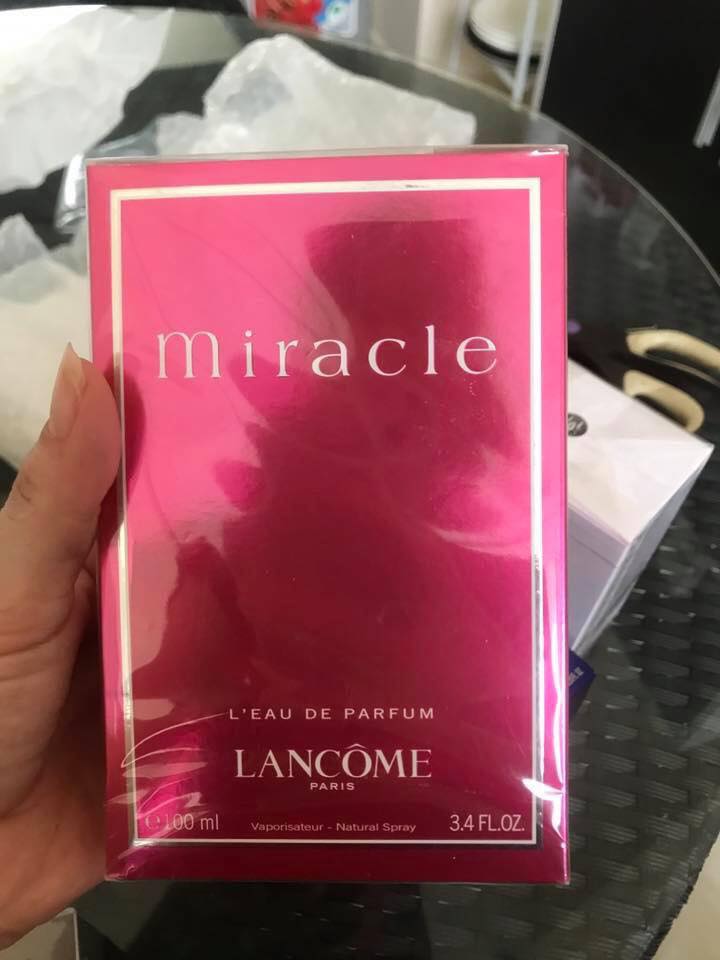 miracle
L'EAU DE PARFUM
LANCÔME
PARIS
e 100 ml Vaporisateur - Natural Spray 3.4 FL.OZ.